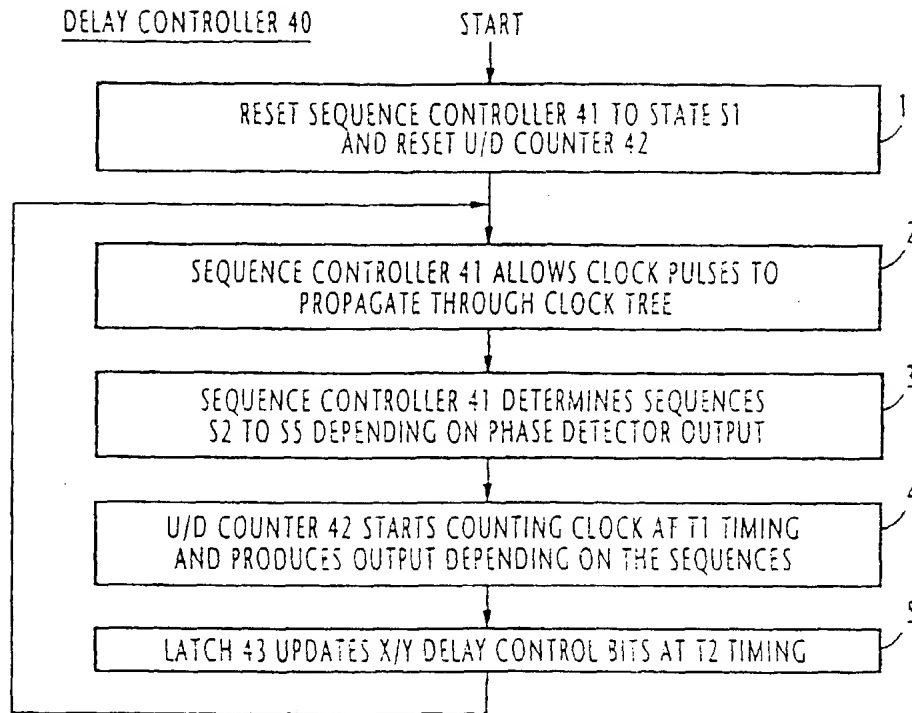 DELAY CONTROLLER 40
START
RESET SEQUENCE CONTROLLER 41 TO STATE S1
AND RESET U/D COUNTER 42
1
SEQUENCE CONTROLLER 41 ALLOWS CLOCK PULSES TO
PROPAGATE THROUGH CLOCK TREE
2
SEQUENCE CONTROLLER 41 DETERMINES SEQUENCES
S2 TO S5 DEPENDING ON PHASE DETECTOR OUTPUT
3
U/D COUNTER 42 STARTS COUNTING CLOCK AT T1 TIMING
AND PRODUCES OUTPUT DEPENDING ON THE SEQUENCES
4
LATCH 43 UPDATES X/Y DELAY CONTROL BITS AT T2 TIMING
5